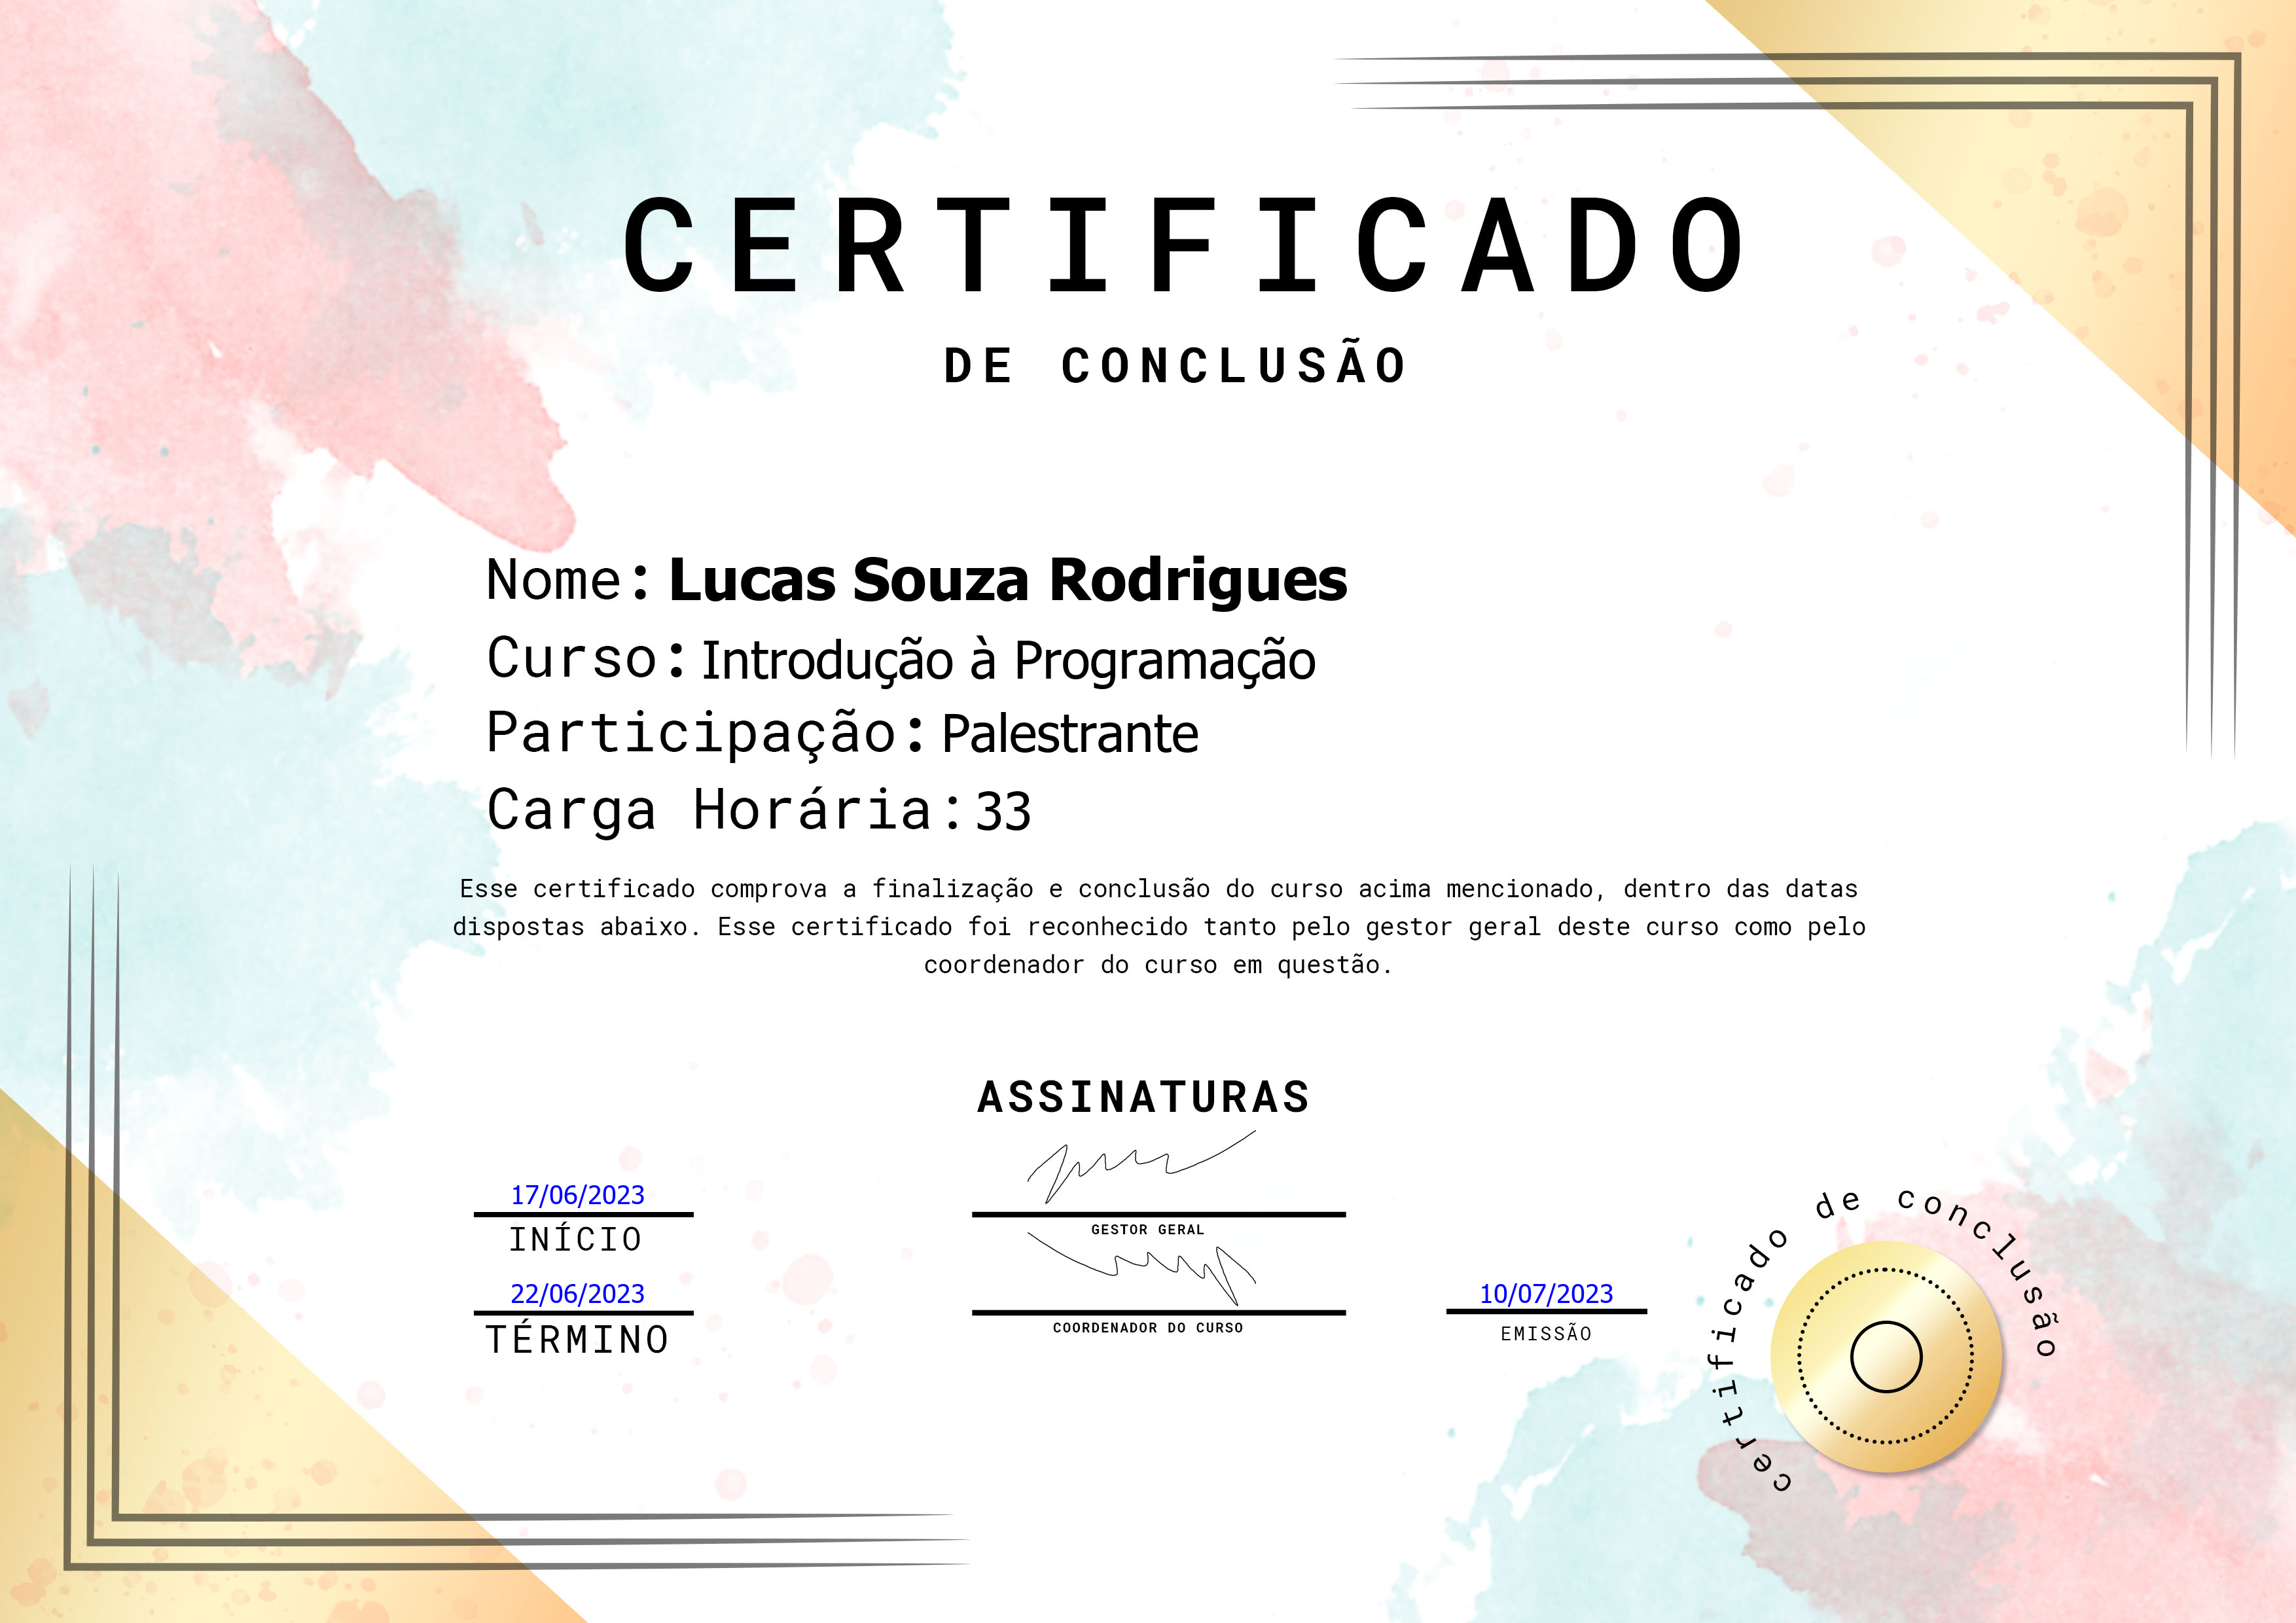 CERTIFICADO
DE CONCLUSÃO
Nome: Lucas Souza Rodrigues
Curso: Introdução à Programação
Participação: Palestrante
Carga Horária: 33
Esse certificado comprova a finalização e conclusão do curso acima mencionado, dentro das datas
dispostas abaixo. Esse certificado foi reconhecido tanto pelo gestor geral deste curso como pelo
coordenador do curso em questão.
ASSINATURAS
17/06/2023
INÍCIO
GESTOR GERAL
22/06/2023
TÉRMINO
COORDENADOR DO CURSO
10/07/2023
EMISSÃO
certificado de conclusão